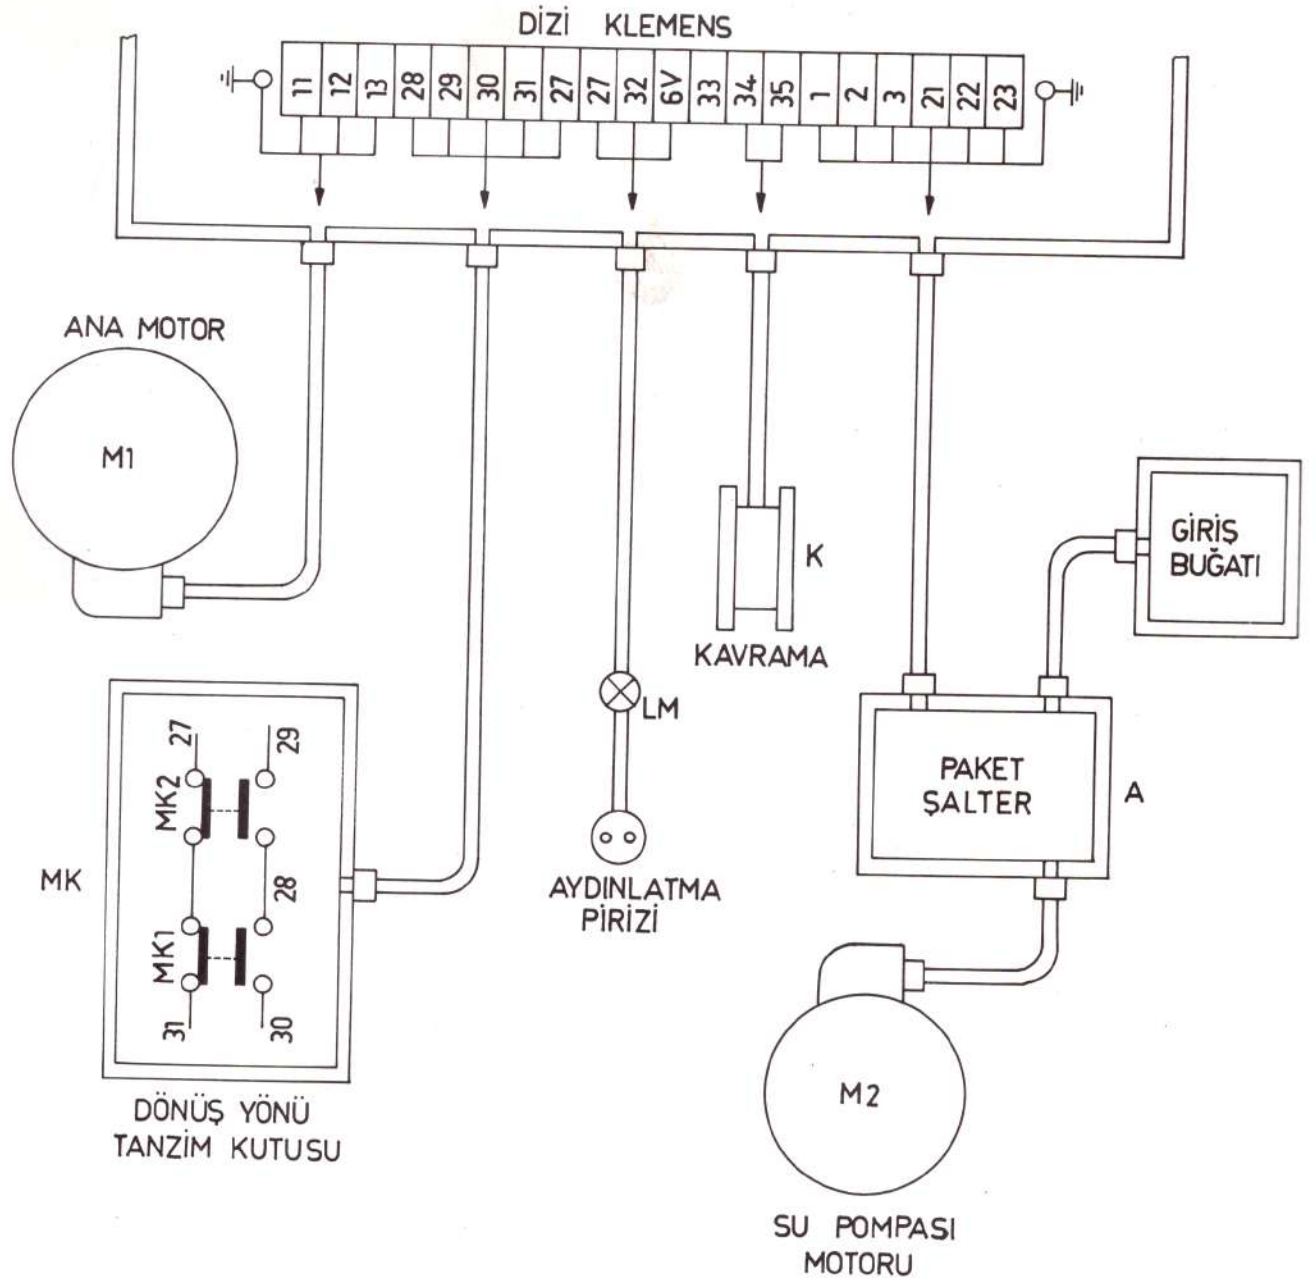 DİZİ KLEMENS
11 12 13 28 29 30 31 27 27 32 6V 33 34 35 1 2 3 21 22 23
ANA MOTOR
M1
K
KAVRAMA
GİRİŞ
BUĞATI
LM
PAKET
ŞALTER
A
27
29
MK2
MK
28
MK1
31
30
AYDINLATMA
PİRİZİ
M2
DÖNÜŞ YÖNÜ
TANZİM KUTUSU
SU POMPASI
MOTORU